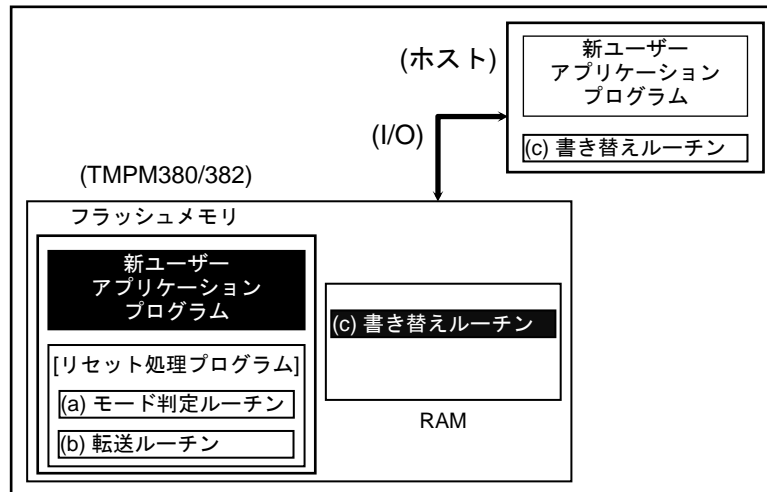 (ホスト)
新ユーザー
アプリケーション
プログラム
(c) 書き替えルーチン
(I/O)
(TMPM380/382)
フラッシュメモリ
新ユーザー
アプリケーション
プログラム
[リセット処理プログラム]
(a) モード判定ルーチン
(b) 転送ルーチン
(c) 書き替えルーチン
RAM